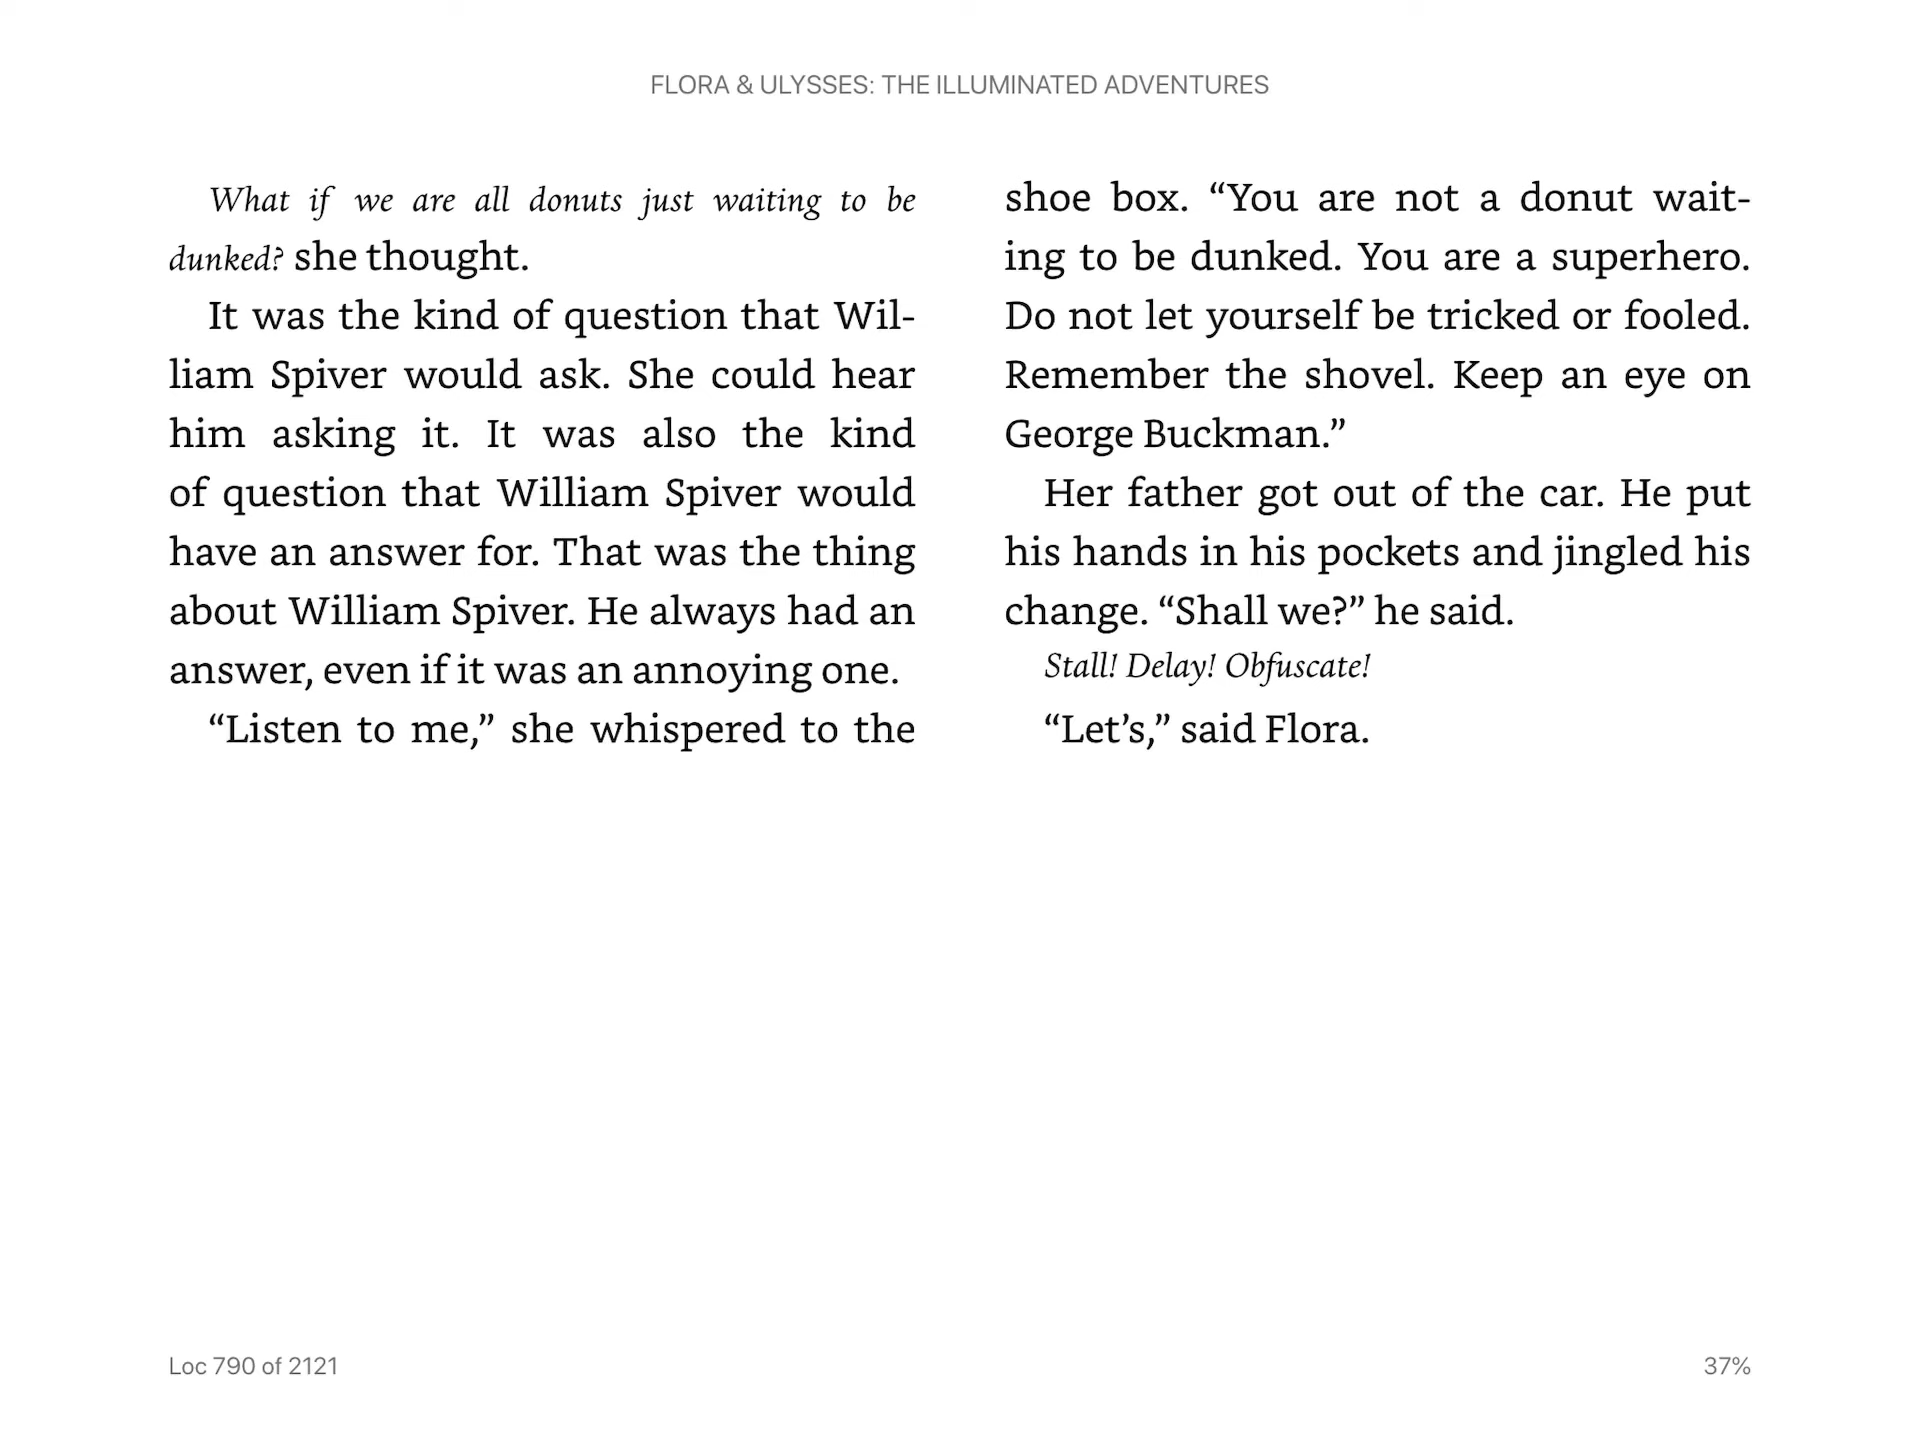 FLORA & ULYSSES: THE ILLUMINATED ADVENTURES
What if we are all donuts just waiting to be
dunked? she thought.
It was the kind of question that Wil-
liam Spiver would ask. She could hear
him asking it. It was also the kind
of question that William Spiver would
have an answer for. That was the thing
about William Spiver. He always had an
answer, even if it was an annoying one.
“Listen to me,” she whispered to the
shoe box. “You are not a donut wait-
ing to be dunked. You are a superhero.
Do not let yourself be tricked or fooled.
Remember the shovel. Keep an eye on
George Buckman.”
Her father got out of the car. He put
his hands in his pockets and jingled his
change. “Shall we?” he said.
Stall! Delay! Obfuscate!
“Let’s,” said Flora.
Loc 790 of 2121
37%